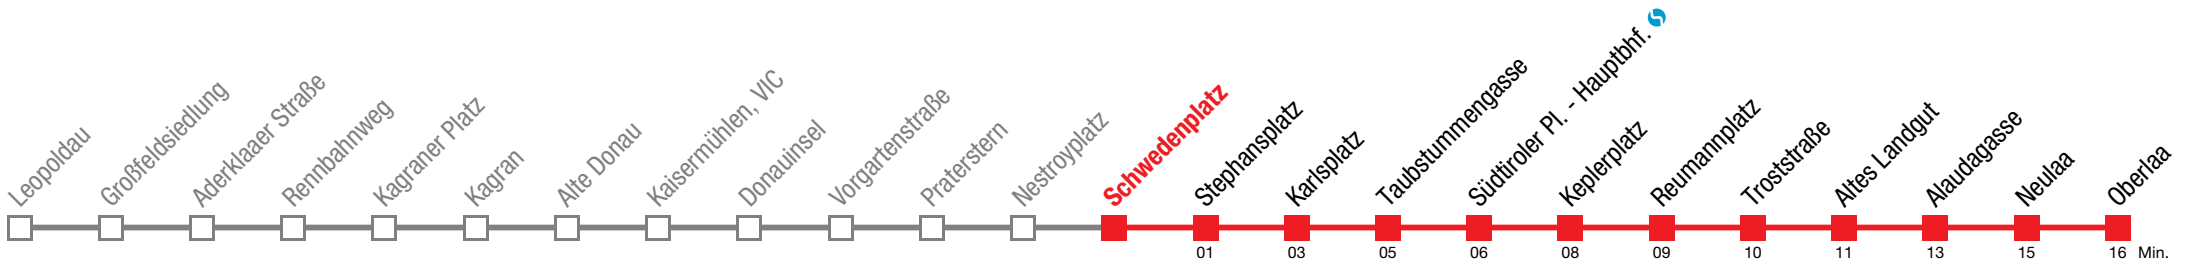 Leopoldau
Großfeldsiedlung
Aderklaaer Straße
Rennbahnweg
Kagraner Platz
Kagran
Alte Donau
Kaisermühlen, VIC
Donauinsel
Vorgartenstraße
Praterstern
Nestroyplatz
Schwedenplatz
Stephansplatz
Karlsplatz
Taubstummengasse
Südtiroler Pl. - Hauptbhf.
Keplerplatz
Reumannplatz
Troststraße
Altes Landgut
Alaudagasse
Neulaa
Oberlaa
01 03 05 06 08 09 10 11 13 15 16 Min.